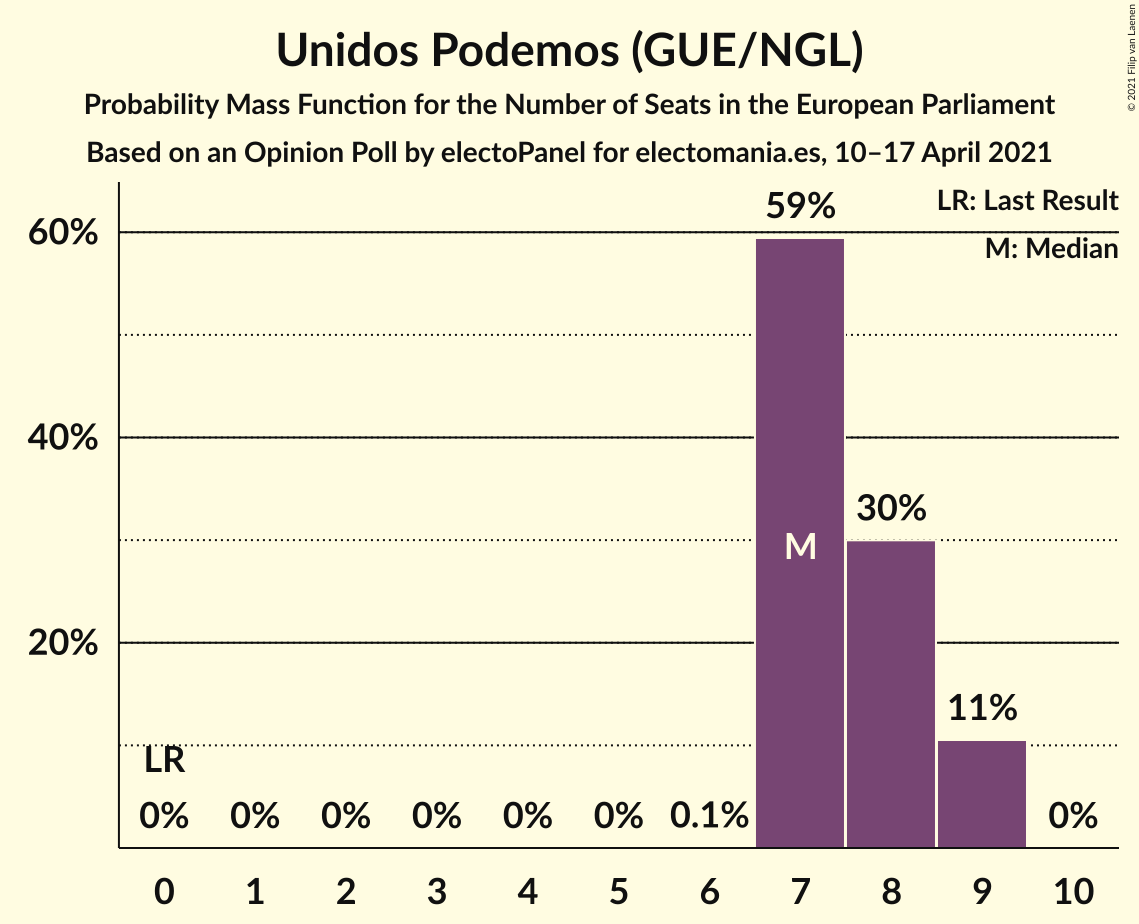 Unidos Podemos (GUE/NGL)
Probability Mass Function for the Number of Seats in the European Parliament
Based on an Opinion Poll by electoPanel for electomania.es, 10–17 April 2021
© 2021 Filip van Laenen
LR: Last Result
M: Median
60%
40%
20%
59%
30%
11%
M
LR
0% 0% 0% 0% 0% 0% 0.1% 0%
0 1 2 3 4 5 6 7 8 9 10